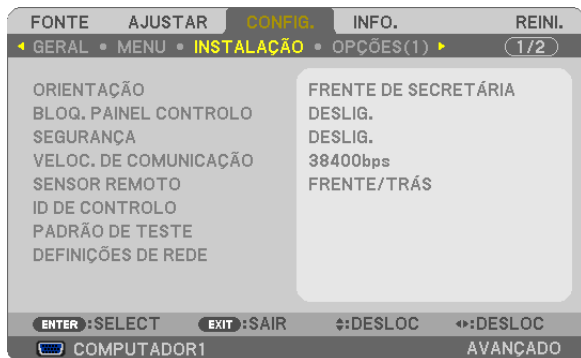 FONTE AJUSTAR CONFIG. INFO. REINI.
GERAL • MENU • INSTALAÇÃO • OPÇÕES(1) 1/2
ORIENTAÇÃO FRENTE DE SECRETÁRIA
BLOQ. PAINEL CONTROLO DESLIG.
SEGURANÇA DESLIG.
VELOC. DE COMUNICAÇÃO 38400bps
SENSOR REMOTO FRENTE/TRÁS
ID DE CONTROLO
PADRÃO DE TESTE
DEFINIÇÕES DE REDE
ENTER :SELECT EXIT :SAIR :DESLOC :DESLOC
COMPUTADOR1 AVANÇADO